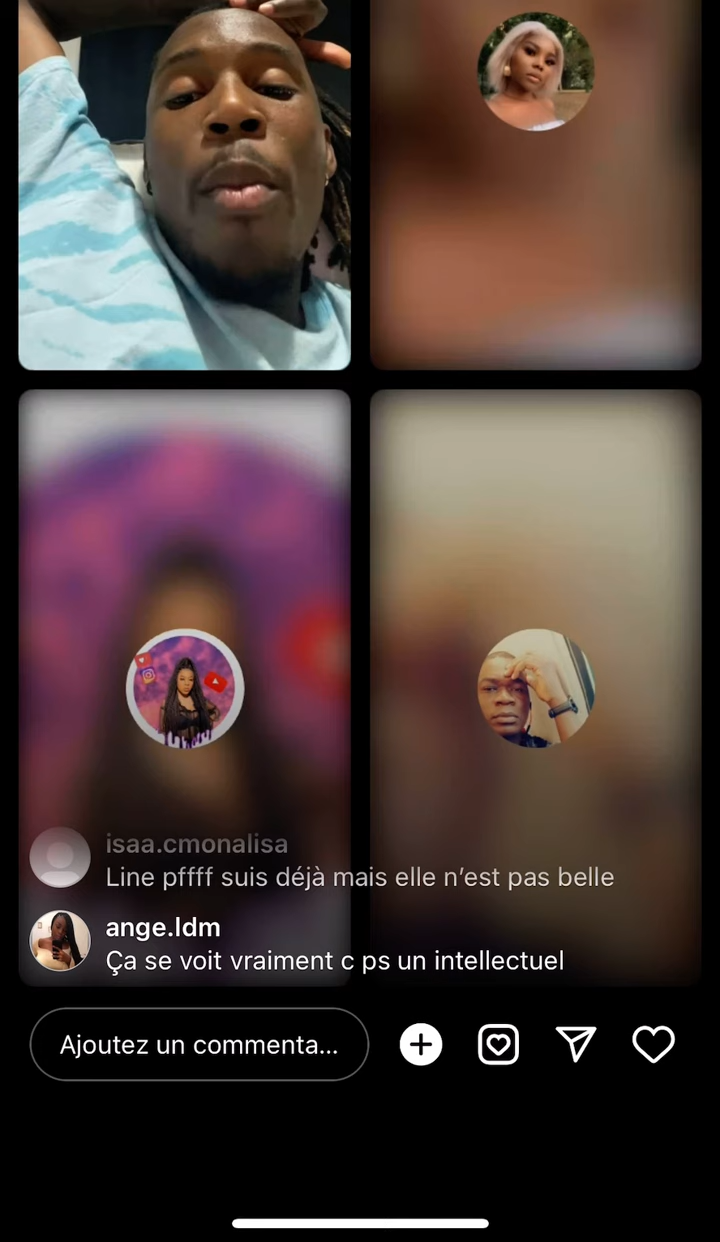 isaa.cmonalisa
Line pffff suis déjà mais elle n’est pas belle
ange.ldm
Ça se voit vraiment c ps un intellectuel
Ajoutez un commenta...